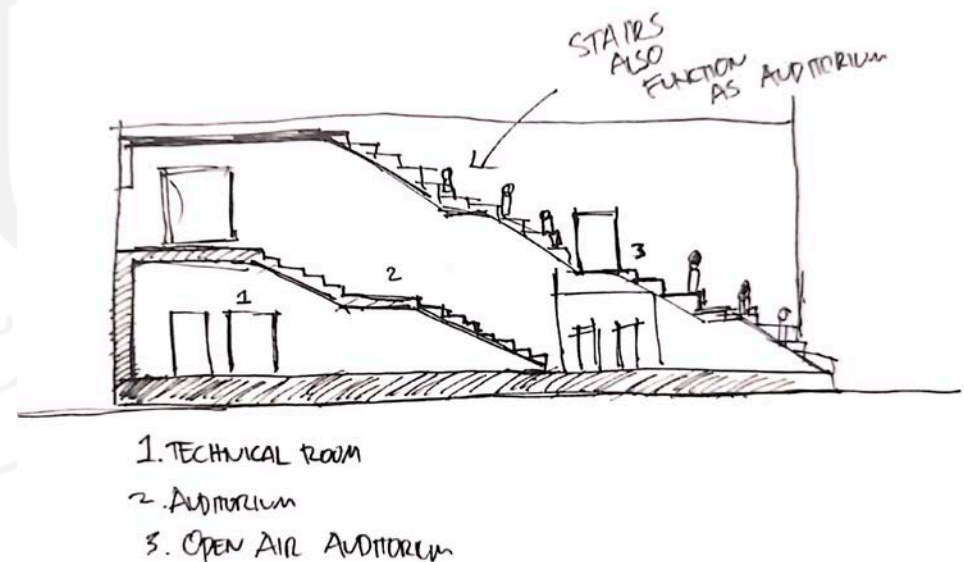 STAIRS
ALSO
FUNCTION
AS AUDITORIUM
2
3
1
1. TECHNICAL ROOM
2. AUDITORIUM
3. OPEN AIR AUDITORIUM